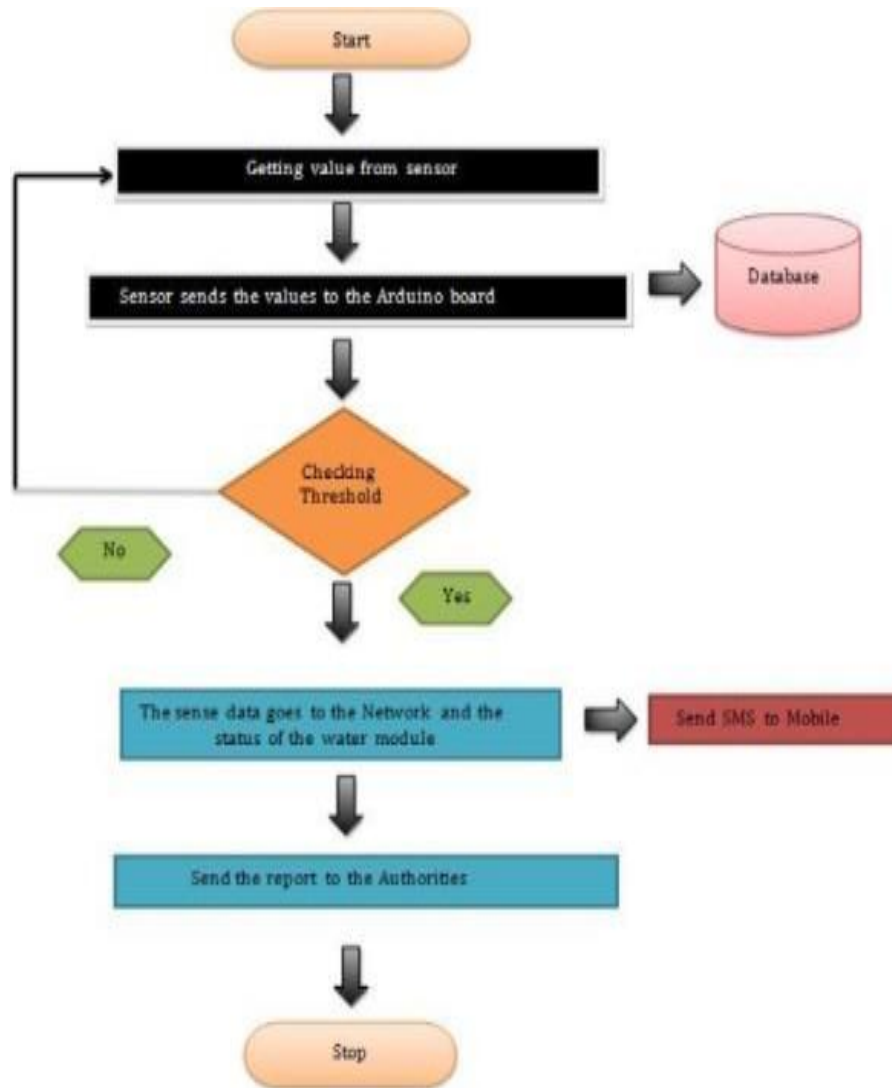 Start
Getting value from sensor
Sensor sends the values to the Arduino board
Database
Checking
Threshold
No
Yes
The sense data goes to the Network and the
status of the water module
Send SMS to Mobile
Send the report to the Authorities
Stop